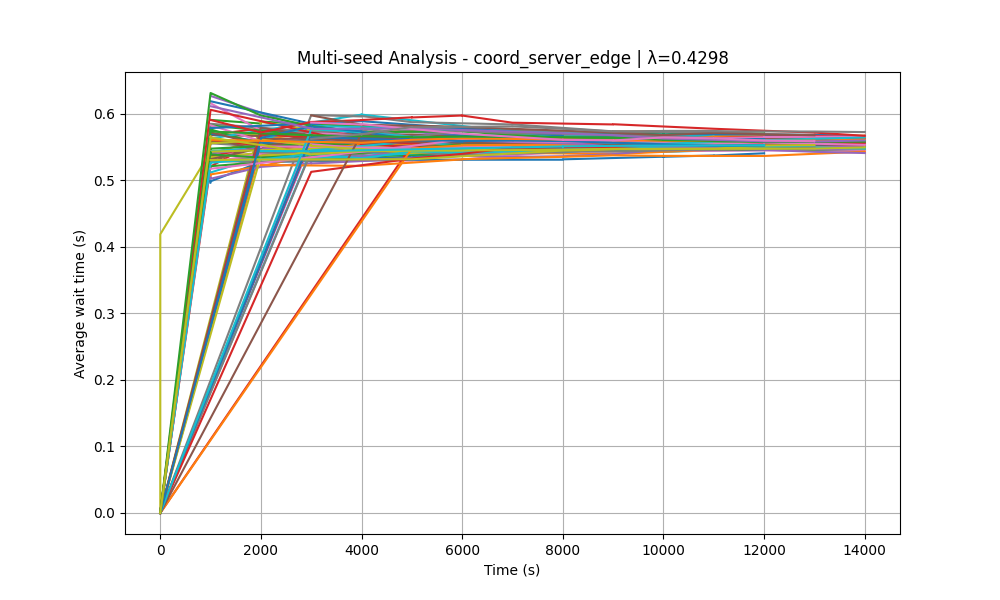 Multi-seed Analysis - coord_server_edge | λ=0.4298
Average wait time (s)
0.6
0.5
0.4
0.3
0.2
0.1
0.0
0 2000 4000 6000 8000 10000 12000 14000
Time (s)